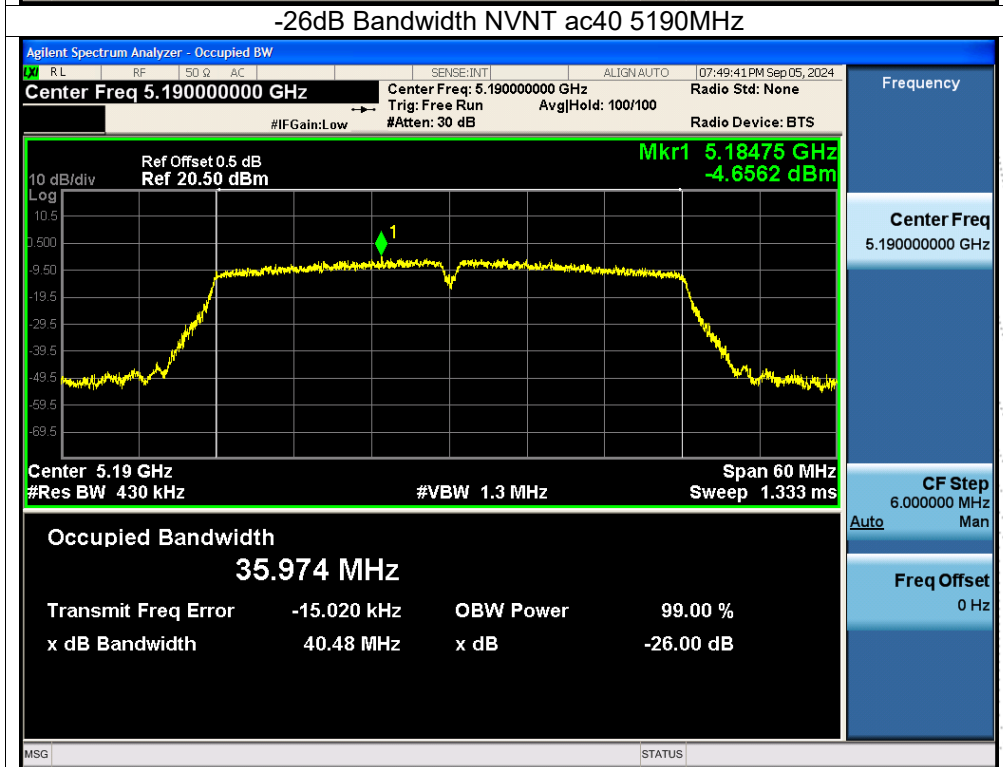 -26dB Bandwidth NVNT ac40 5190MHz
Agilent Spectrum Analyzer - Occupied BW
LXI RL RF 50 Ω AC SENSE:INT ALIGN AUTO 07:49:41 PM Sep 05, 2024
Center Freq 5.190000000 GHz
Center Freq: 5.190000000 GHz
Radio Std: None
Trig: Free Run Avg|Hold: 100/100
#IFGain:Low
#Atten: 30 dB
Radio Device: BTS
Frequency
Mkr1 5.18475 GHz
-4.6562 dBm
Ref Offset 0.5 dB
10 dB/div Ref 20.50 dBm
Log
10.5
0.500
-9.50
-19.5
-29.5
-39.5
-49.5
-59.5
-69.5
1
Center 5.19 GHz Span 60 MHz
#Res BW 430 kHz #VBW 1.3 MHz Sweep 1.333 ms
Center Freq
5.190000000 GHz
CF Step
6.000000 MHz
Auto Man
Freq Offset
0 Hz
Occupied Bandwidth
35.974 MHz
Transmit Freq Error -15.020 kHz OBW Power 99.00 %
x dB Bandwidth 40.48 MHz x dB -26.00 dB
MSG STATUS